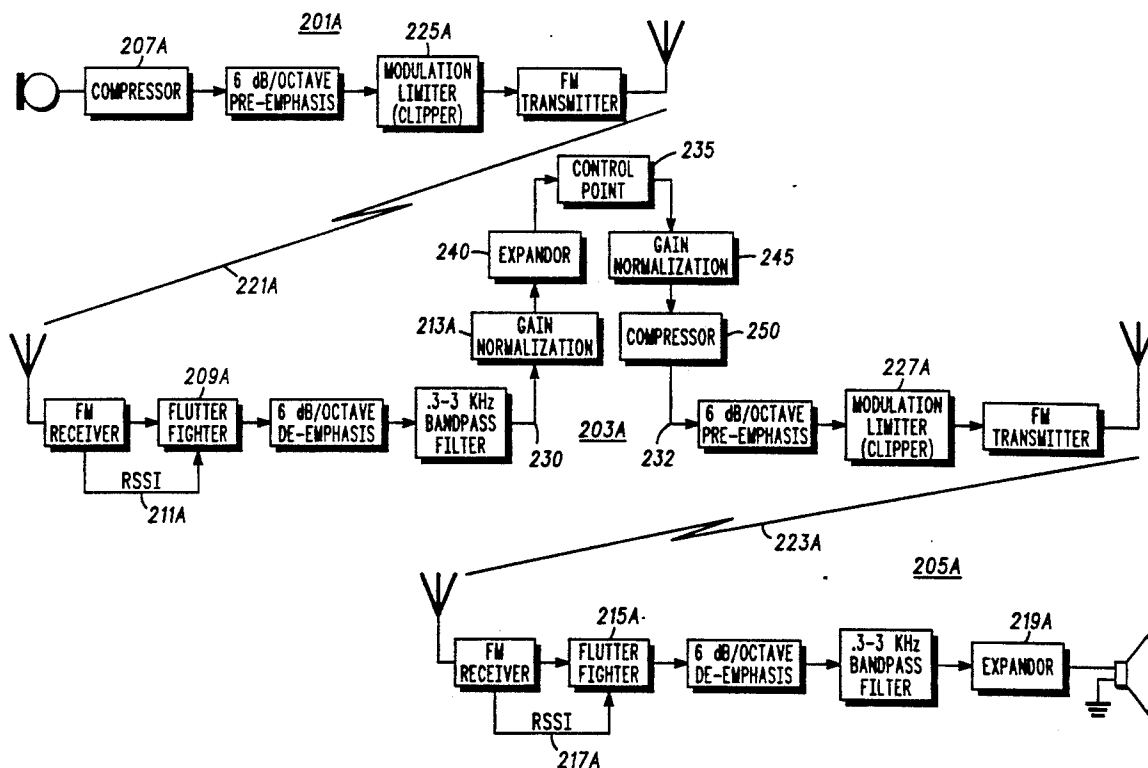 201A
207A
225A
COMPRESSOR
6 dB/OCTAVE
PRE-EMPHASIS
MODULATION
LIMITER
(CLIPPER)
FM
TRANSMITTER
235
CONTROL
POINT
240
EXPANDOR
GAIN
NORMALIZATION
245
221A
213A
GAIN
NORMALIZATION
COMPRESSOR
250
209A
227A
FM
RECEIVER
FLUTTER
FIGHTER
6 dB/OCTAVE
DE-EMPHASIS
.3-3 KHz
BANDPASS
FILTER
230
203A
232
6 dB/OCTAVE
PRE-EMPHASIS
MODULATION
LIMITER
(CLIPPER)
FM
TRANSMITTER
RSSI
211A
223A
205A
215A
219A
FM
RECEIVER
FLUTTER
FIGHTER
6 dB/OCTAVE
DE-EMPHASIS
.3-3 KHz
BANDPASS
FILTER
EXPANDOR
RSSI
217A